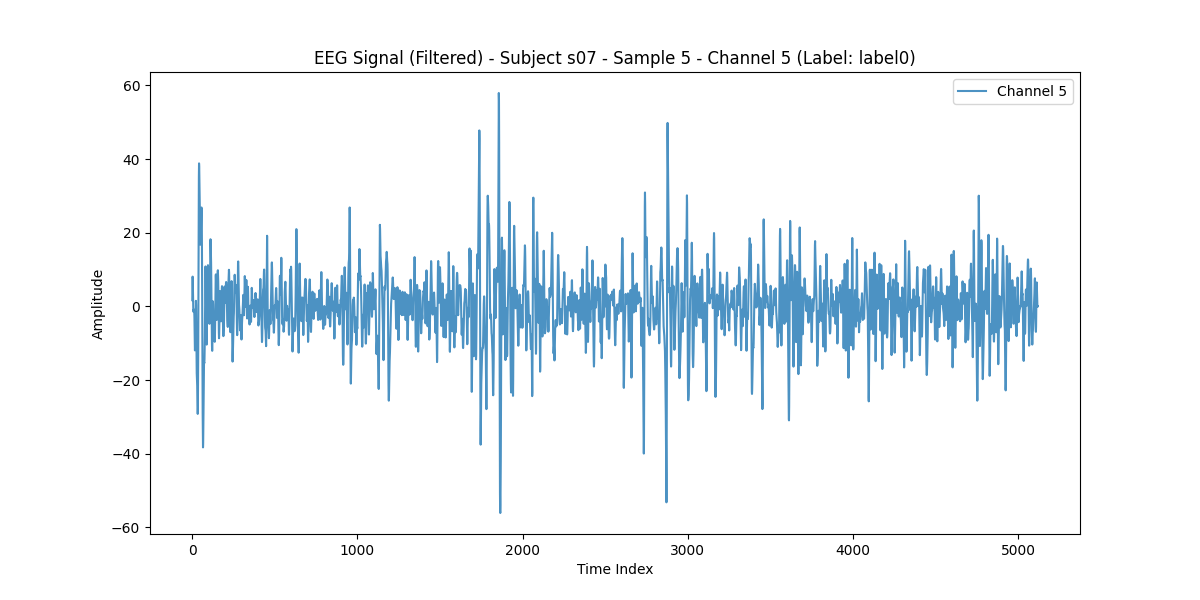 EEG Signal (Filtered) - Subject s07 - Sample 5 - Channel 5 (Label: label0)
Channel 5
60
40
20
0
−20
−40
−60
Amplitude
0 1000 2000 3000 4000 5000
Time Index